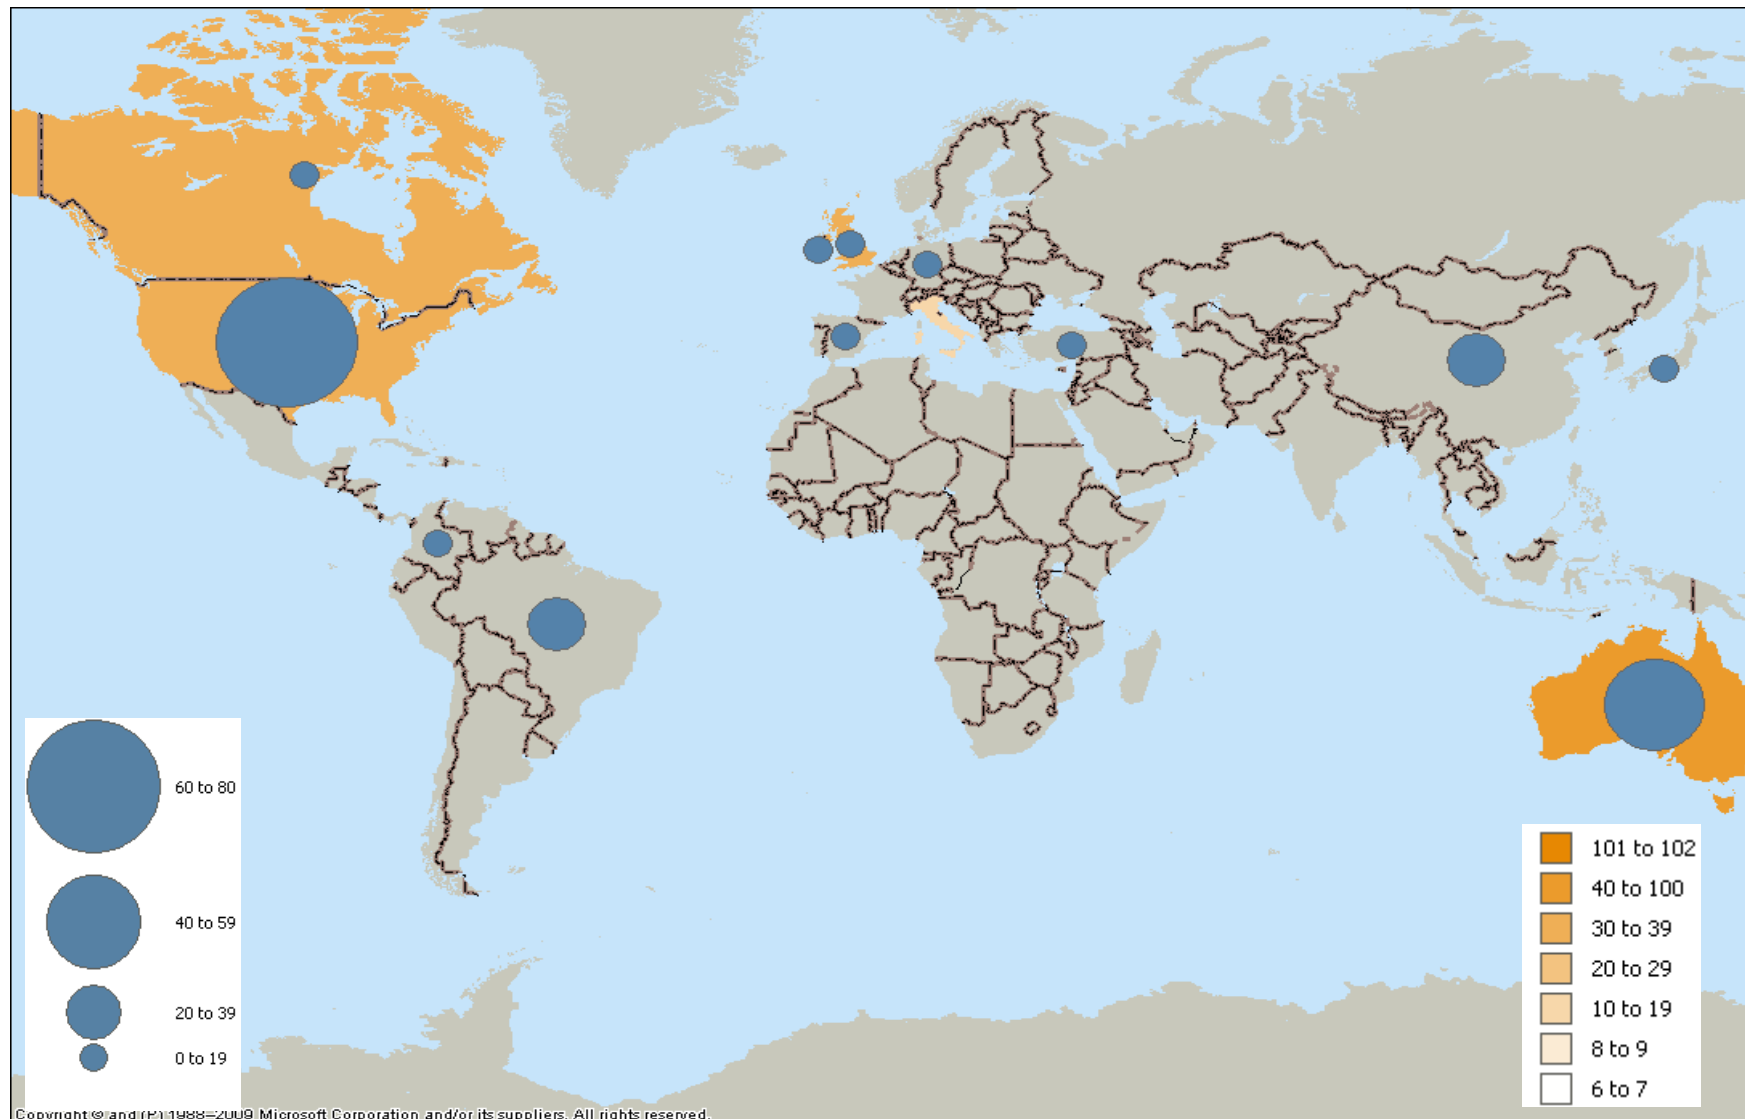 60 to 80
40 to 59
20 to 39
0 to 19
101 to 102
40 to 100
30 to 39
20 to 29
10 to 19
8 to 9
6 to 7
Copyright © and (P) 1988–2009 Microsoft Corporation and/or its suppliers. All rights reserved.